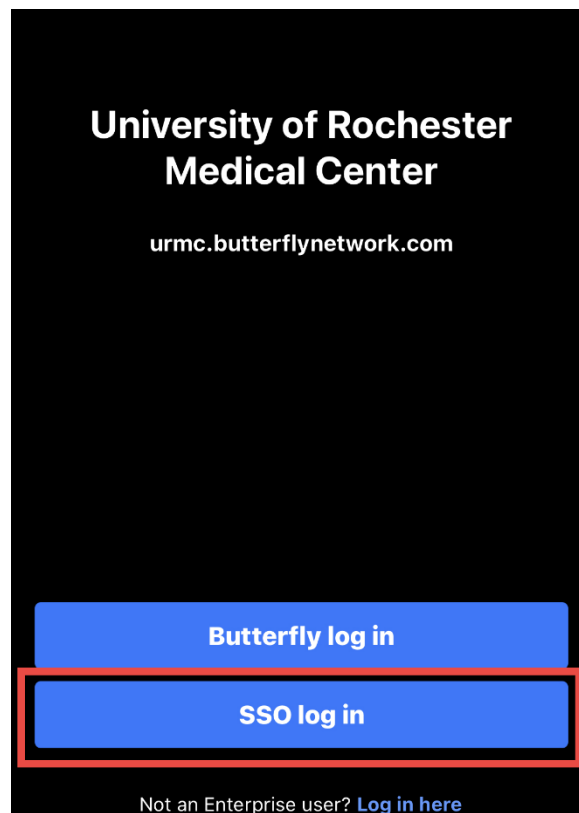 University of Rochester
Medical Center
urmc.butterflynetwork.com
Butterfly log in
SSO log in
Not an Enterprise user? Log in here